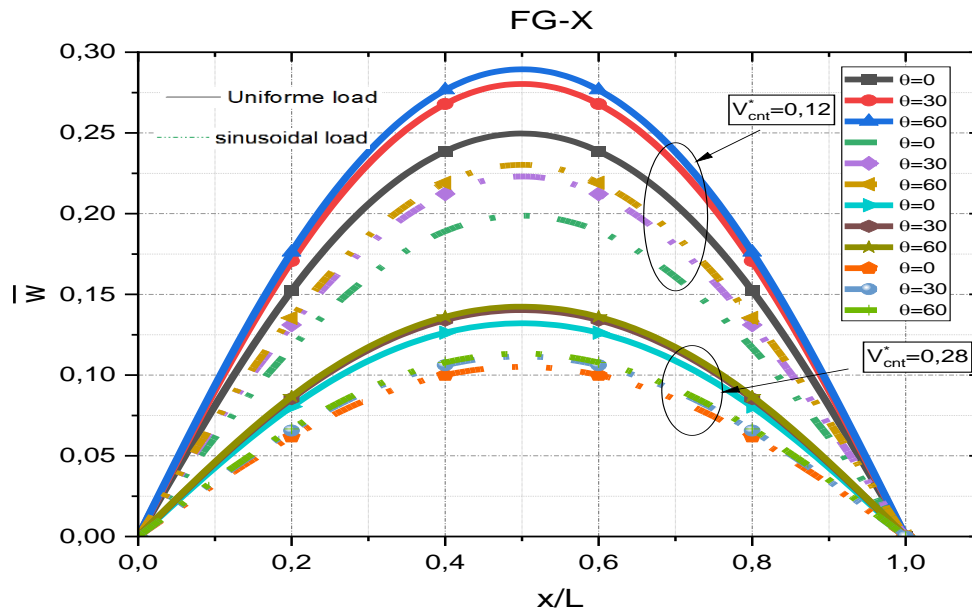 FG-X
0,30
0,25
0,20
0,15
0,10
0,05
0,00
w
Uniforme load
sinusoidal load
V*cnt=0,12
V*cnt=0,28
θ=0
θ=30
θ=60
θ=0
θ=30
θ=60
θ=0
θ=30
θ=60
θ=0
θ=30
θ=60
0,0 0,2 0,4 0,6 0,8 1,0
x/L